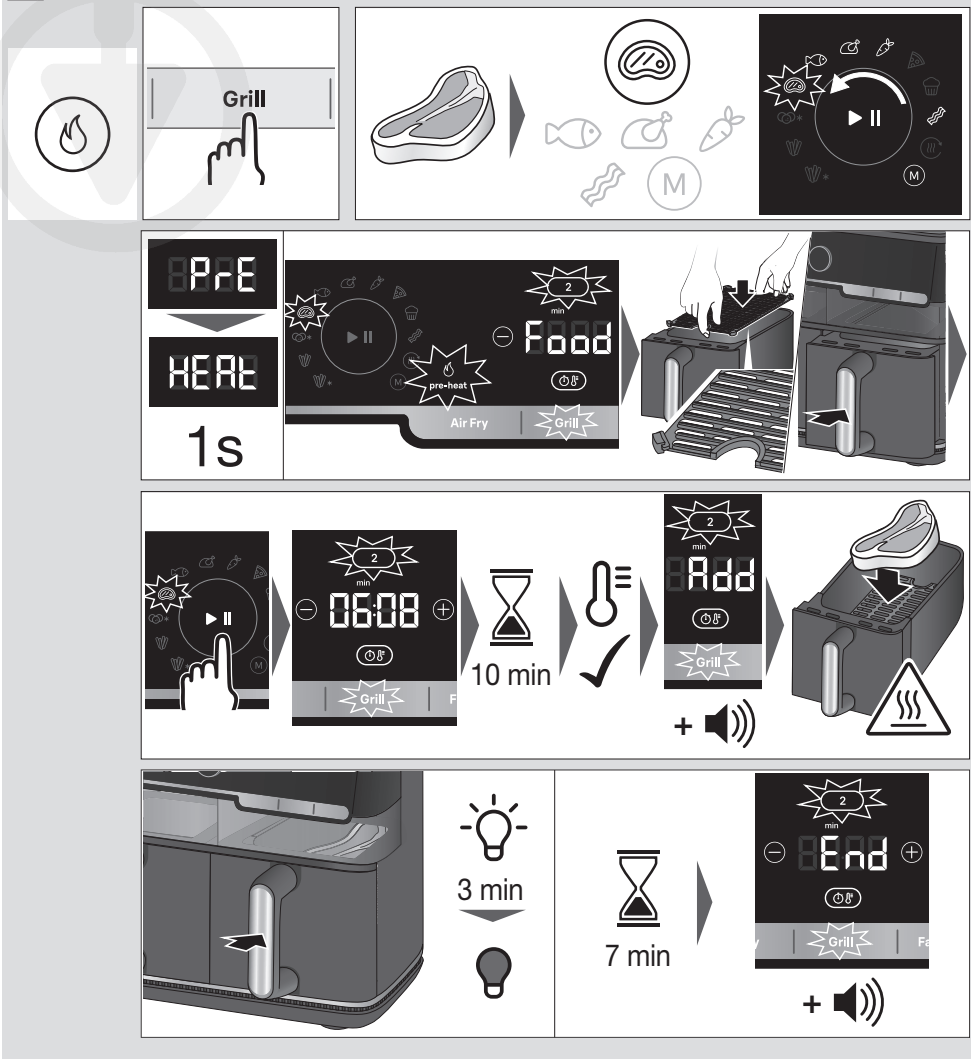 Grill
M
M
PrE
HEAt
1s
2
min
Food
M
pre-heat
Air Fry
Grill
M
2
min
06:08
Grill
F
10 min
2
min
Add
Grill
+
3 min
7 min
2
min
End
y
Grill
Fa
+